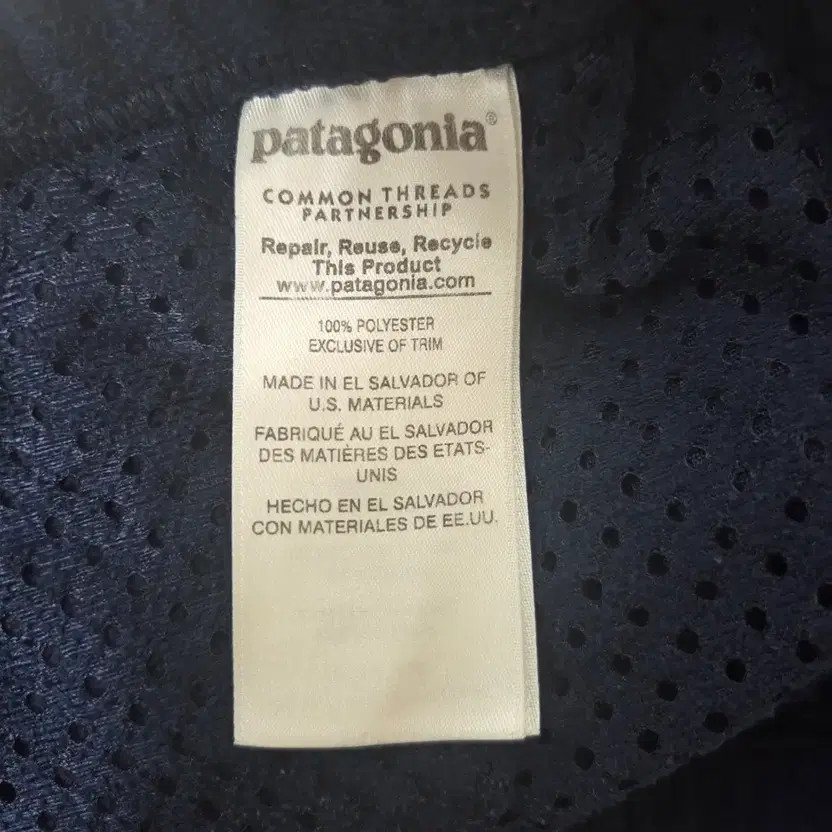 patagonia®
COMMON THREADS
PARTNERSHIP
Repair, Reuse, Recycle
This Product
www.patagonia.com
100% POLYESTER
EXCLUSIVE OF TRIM
MADE IN EL SALVADOR OF
U.S. MATERIALS
FABRIQUÉ AU EL SALVADOR
DES MATIÈRES DES ETATS-
UNIS
HECHO EN EL SALVADOR
CON MATERIALES DE EE.UU.